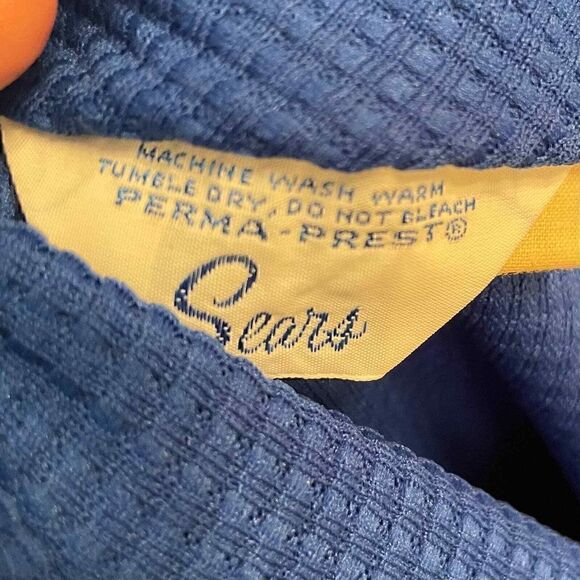 MACHINE WASH WARM
TUMBLE DRY, DO NOT BLEACH
PERMA-PREST®
Sears